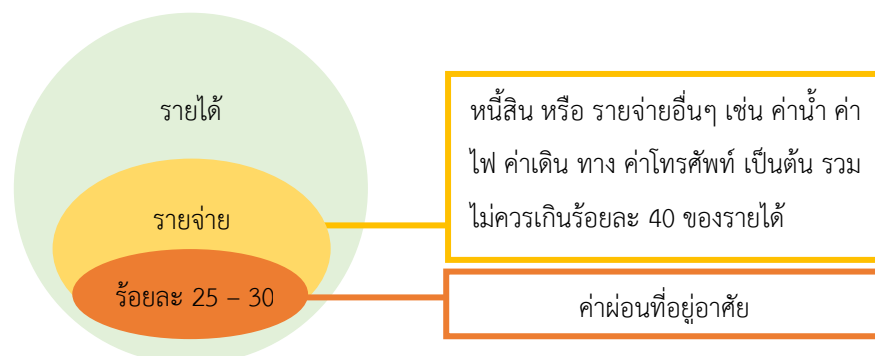 รายได้
รายจ่าย
ร้อยละ 25 – 30
หนี้สิน หรือ รายจ่ายอื่นๆ เช่น ค่าน้ำ ค่า
ไฟ ค่าเดิน ทาง ค่าโทรศัพท์ เป็นต้น รวม
ไม่ควรเกินร้อยละ 40 ของรายได้
ค่าผ่อนที่อยู่อาศัย